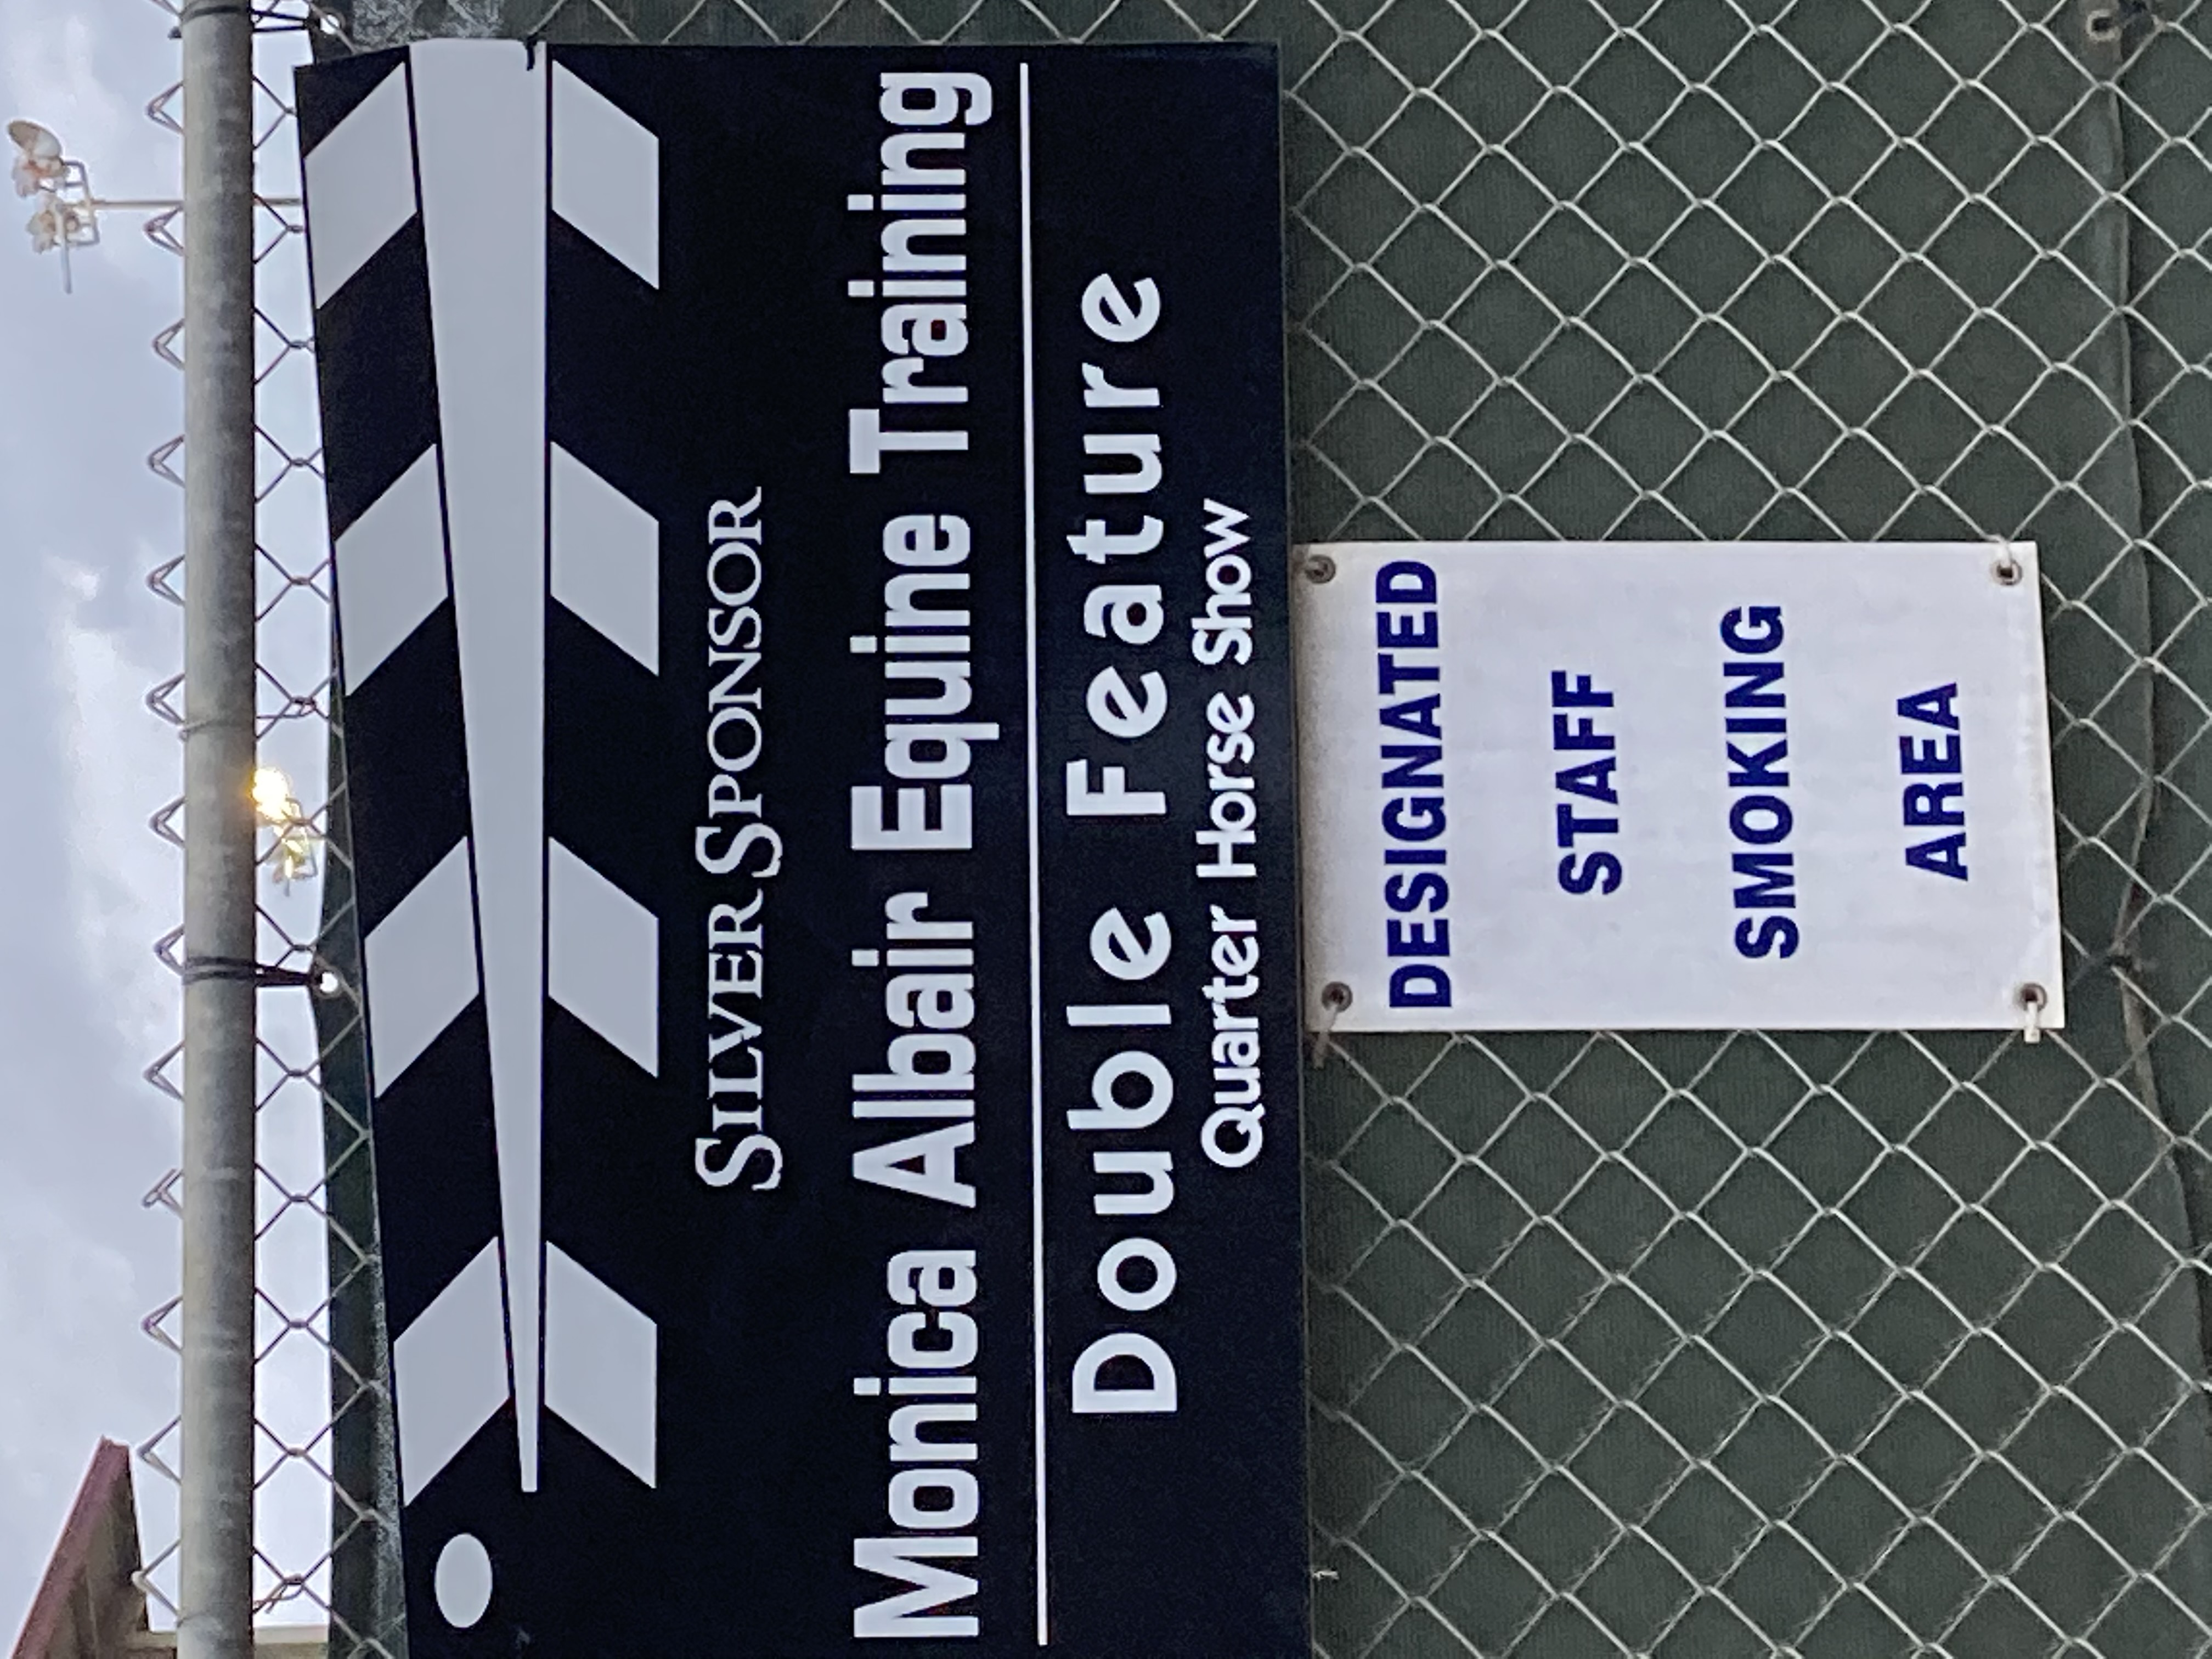 SILVER SPONSOR
Monica Albair Equine Training
Double Feature
Quarter Horse Show
DESIGNATED
STAFF
SMOKING
AREA